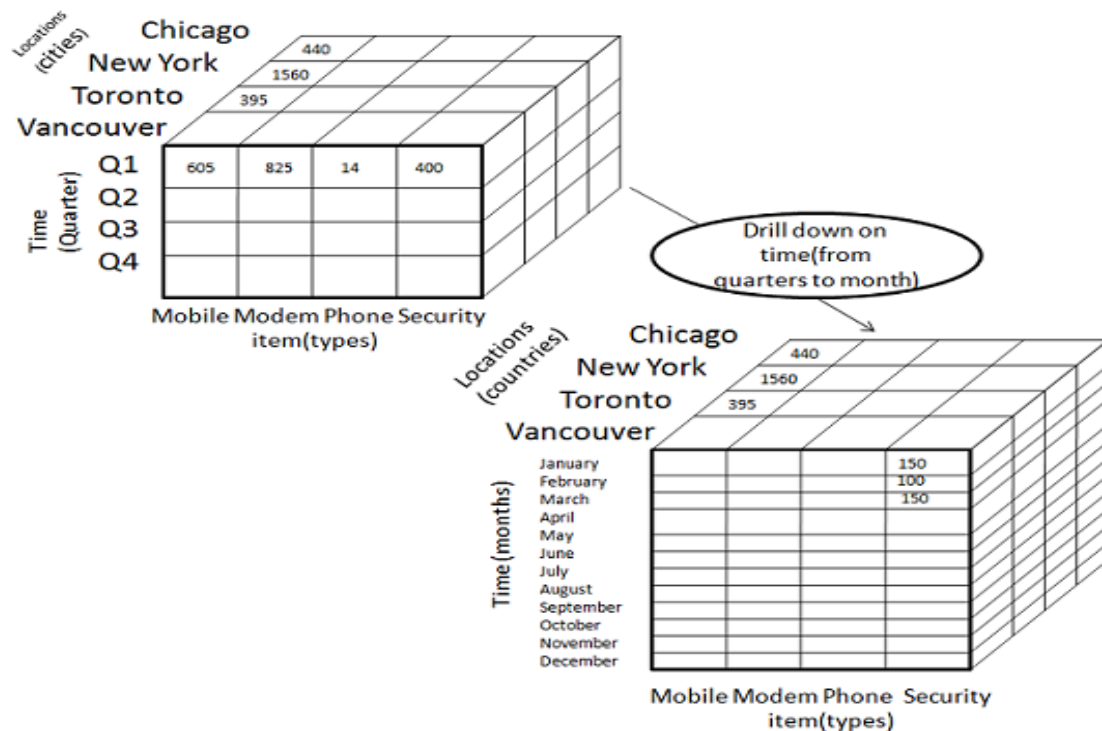 Locations
(cities)
Chicago
New York
Toronto
Vancouver
440
1560
395
Time
(Quarter)
Q1
Q2
Q3
Q4
605 825 14 400
Mobile Modem Phone Security
item(types)
Drill down on
time(from
quarters to month)
Locations
(countries)
Chicago
New York
Toronto
Vancouver
440
1560
395
Time(months)
January 150
February 100
March 150
April
May
June
July
August
September
October
November
December
Mobile Modem Phone Security
item(types)